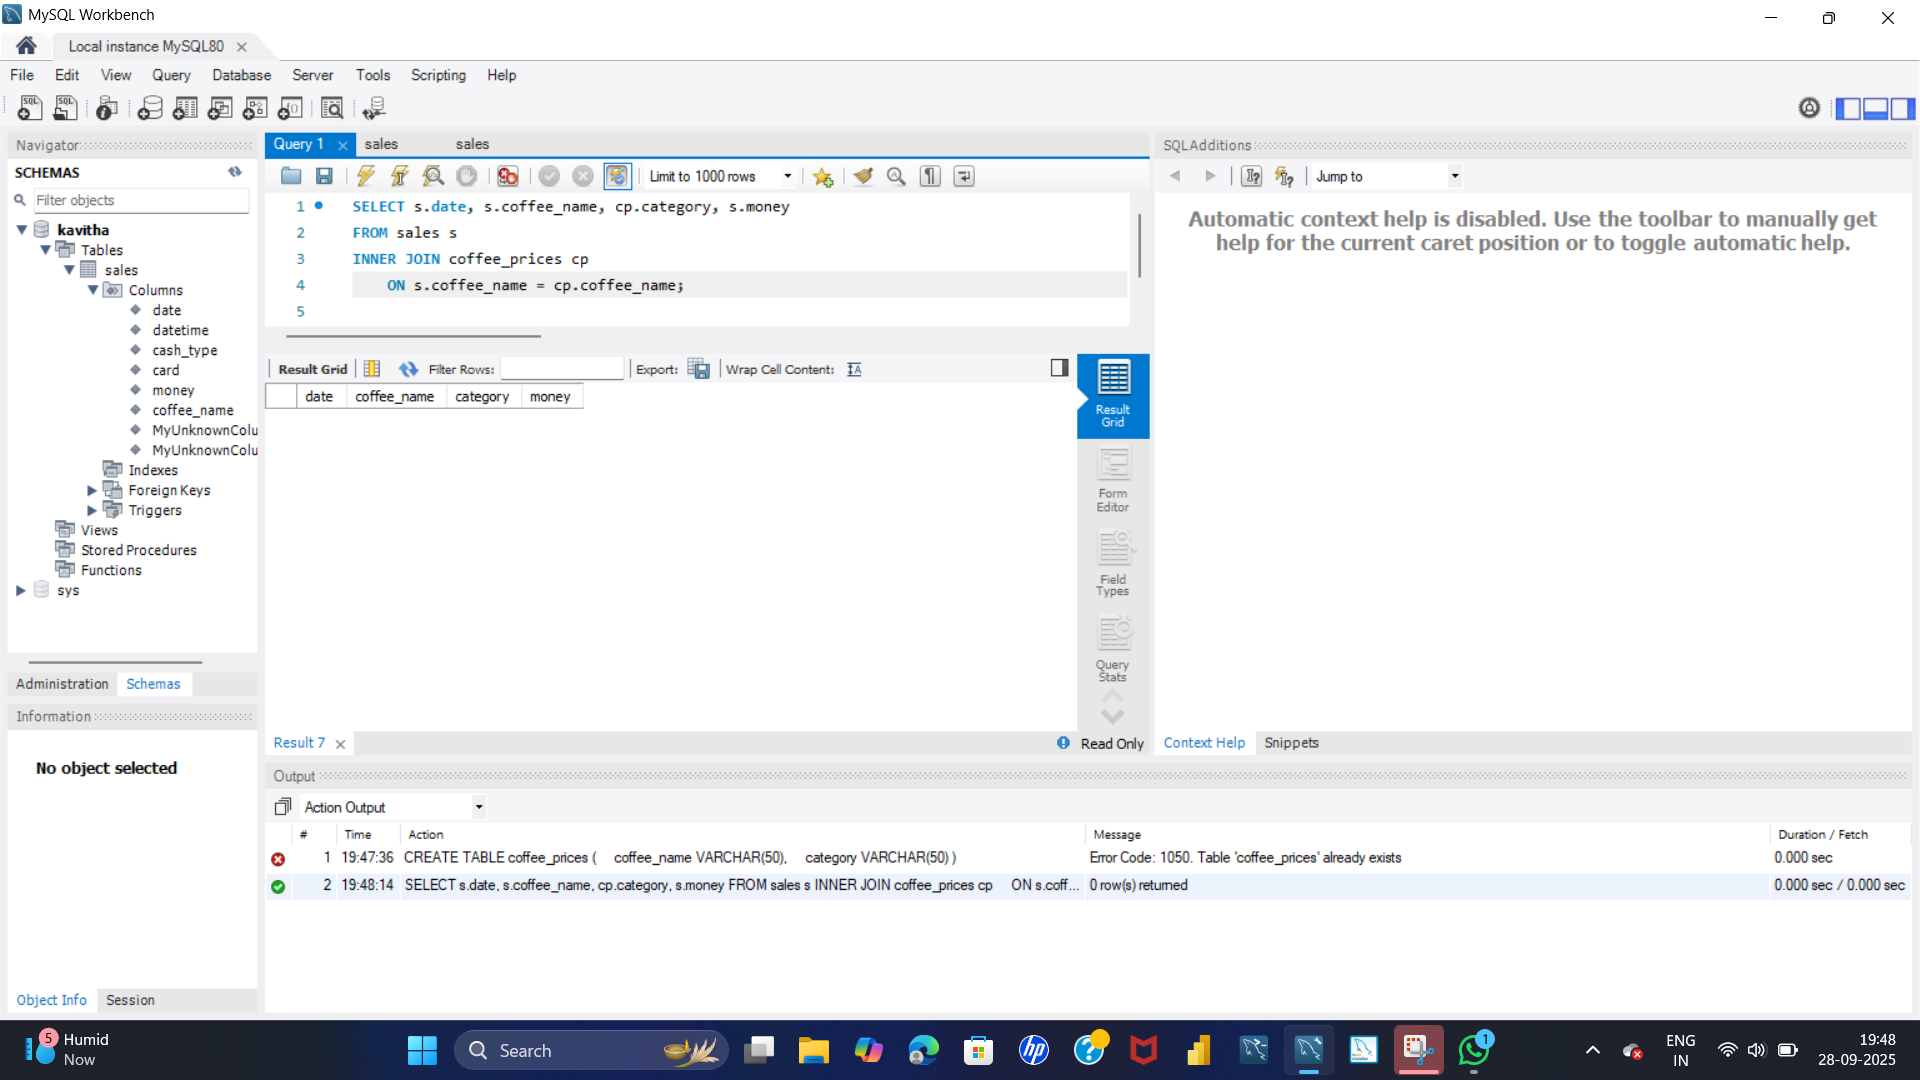 MySQL Workbench
Local instance MySQL80
File Edit View Query Database Server Tools Scripting Help
Navigator
SCHEMAS
Filter objects
kavitha
Tables
sales
Columns
date
datetime
cash_type
card
money
coffee_name
MyUnknownColu
MyUnknownColu
Indexes
Foreign Keys
Triggers
Views
Stored Procedures
Functions
sys
Administration Schemas
Information
No object selected
Object Info Session
Query 1 sales sales
Limit to 1000 rows
1 SELECT s.date, s.coffee_name, cp.category, s.money
2 FROM sales s
3 INNER JOIN coffee_prices cp
4 ON s.coffee_name = cp.coffee_name;
5
Result Grid Filter Rows: Export: Wrap Cell Content:
date coffee_name category money
Result
Grid
Form
Editor
Field
Types
Query
Stats
Result 7 Read Only
SQLAdditions
Jump to
Automatic context help is disabled. Use the toolbar to manually get
help for the current caret position or to toggle automatic help.
Context Help Snippets
Output
Action Output
# Time Action Message Duration / Fetch
1 19:47:36 CREATE TABLE coffee_prices ( coffee_name VARCHAR(50), category VARCHAR(50) ) Error Code: 1050. Table 'coffee_prices' already exists 0.000 sec
2 19:48:14 SELECT s.date, s.coffee_name, cp.category, s.money FROM sales s INNER JOIN coffee_prices cp ON s.coff... 0 row(s) returned 0.000 sec / 0.000 sec
5
Humid
Now
Search
hp
1
ENG
IN
19:48
28-09-2025